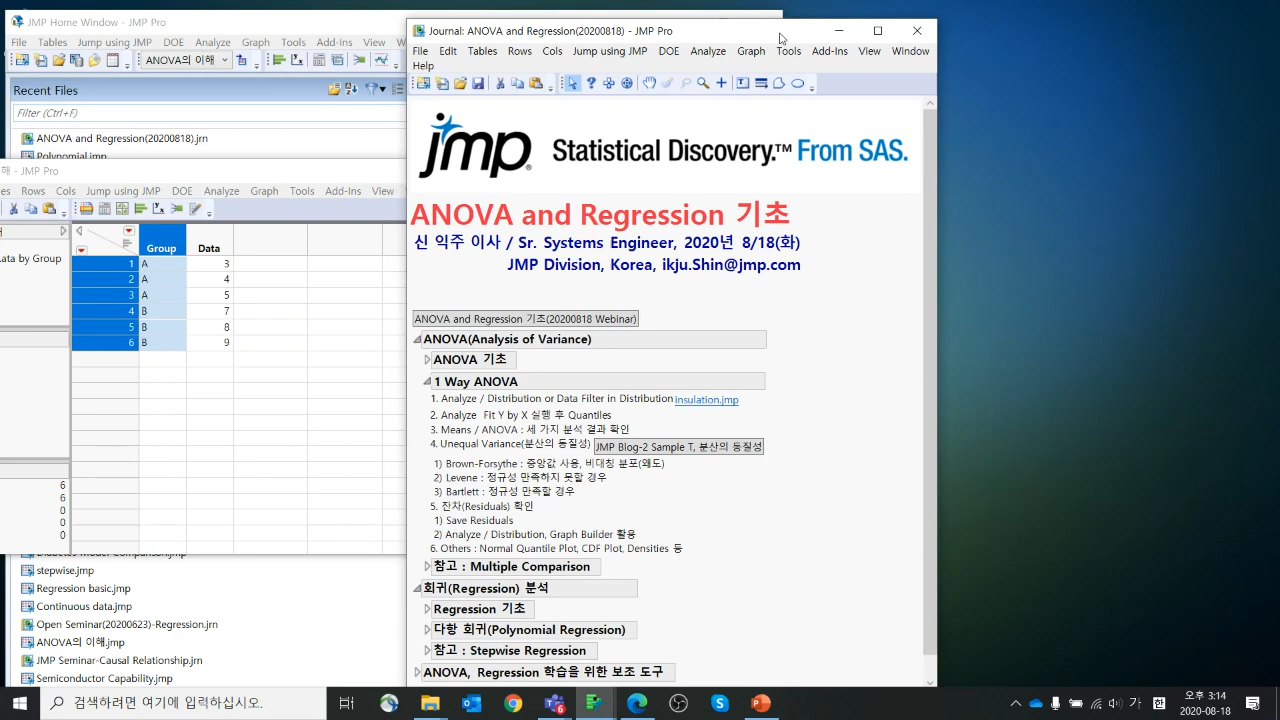 JMP Home Window - JMP Pro
File Tables DOE Analyze Graph Tools Add-Ins View
ANOVA의 이해
Recent Files
Filter (Ctrl+F)
ANOVA and Regression(20200818).jrn
Polynomial.jmp
해 - JMP Pro
es Rows Cols Jump using JMP DOE Analyze Graph Tools Add-Ins View
ata by Group
Group Data
1 A 3
2 A 4
3 A 5
4 B 7
5 B 8
6 B 9
6
6
0
0
0
Diabetes Model Comparison.jmp
stepwise.jmp
Regression basic.jmp
Continuous data.jmp
Open Seminar(20200623)-Regression.jrn
ANOVA의 이해.jmp
JMP Seminar-Causal Relationship.jrn
Semiconductor Capability.jmp
Journal: ANOVA and Regression(20200818) - JMP Pro
File Edit Tables Rows Cols Jump using JMP DOE Analyze Graph Tools Add-Ins View Window
Help
jmp Statistical Discovery.™ From SAS.
ANOVA and Regression 기초
신 익주 이사 / Sr. Systems Engineer, 2020년 8/18(화)
JMP Division, Korea, ikju.Shin@jmp.com
ANOVA and Regression 기초(20200818 Webinar)
ANOVA(Analysis of Variance)
ANOVA 기초
1 Way ANOVA
1. Analyze / Distribution or Data Filter in Distribution insulation.jmp
2. Analyze Fit Y by X 실행 후 Quantiles
3. Means / ANOVA : 세 가지 분석 결과 확인
4. Unequal Variance(분산의 동질성) JMP Blog-2 Sample T, 분산의 동질성
1) Brown-Forsythe : 중앙값 사용, 비대칭 분포(왜도)
2) Levene : 정규성 만족하지 못할 경우
3) Bartlett : 정규성 만족할 경우
5. 잔차(Residuals) 확인
1) Save Residuals
2) Analyze / Distribution, Graph Builder 활용
6. Others : Normal Quantile Plot, CDF Plot, Densities 등
참고 : Multiple Comparison
회귀(Regression) 분석
Regression 기초
다항 회귀(Polynomial Regression)
참고 : Stepwise Regression
ANOVA, Regression 학습을 위한 보조 도구
검색하려면 여기에 입력하십시오.
가 한
오후 3:14
2020-08-18